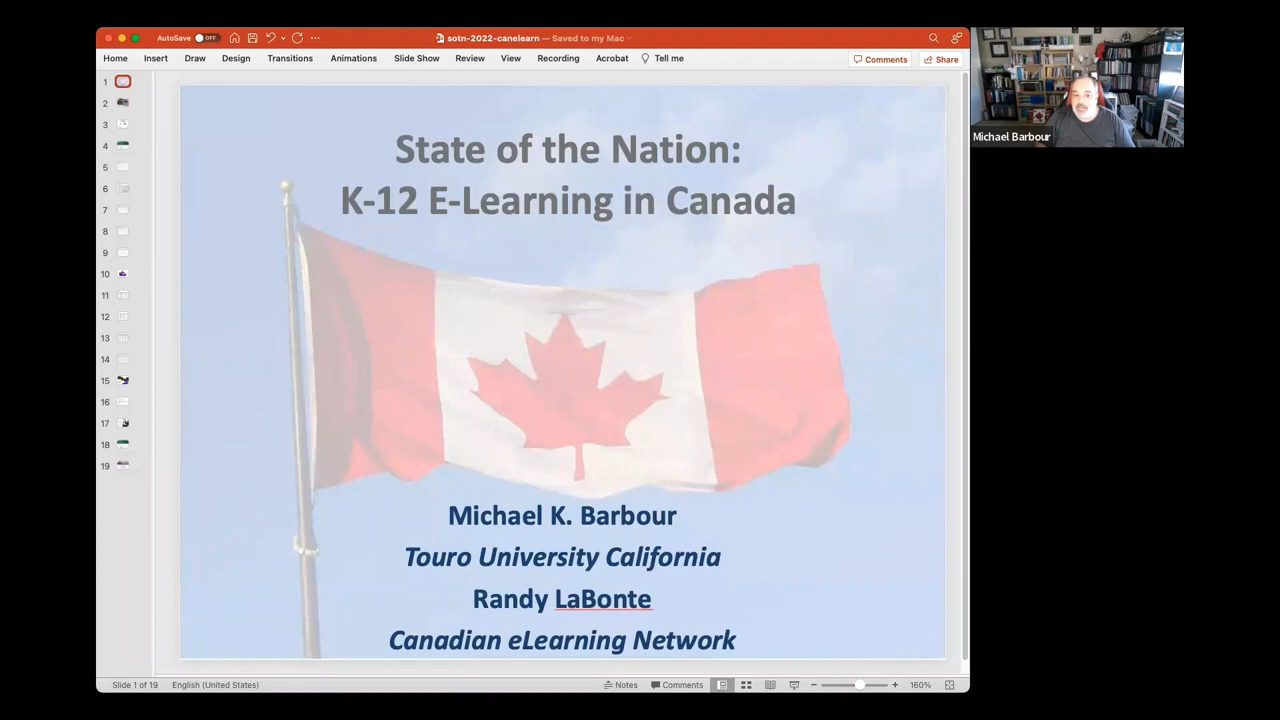 AutoSave OFF
sotn-2022-canelearn — Saved to my Mac
Home Insert Draw Design Transitions Animations Slide Show Review View Recording Acrobat Tell me
Comments Share
1
2
3
4
5
6
7
8
9
10
11
12
13
14
15
16
17
18
19
State of the Nation:
K-12 E-Learning in Canada
Michael K. Barbour
Touro University California
Randy LaBonte
Canadian eLearning Network
Michael Barbour
Slide 1 of 19 English (United States) Notes Comments 160%